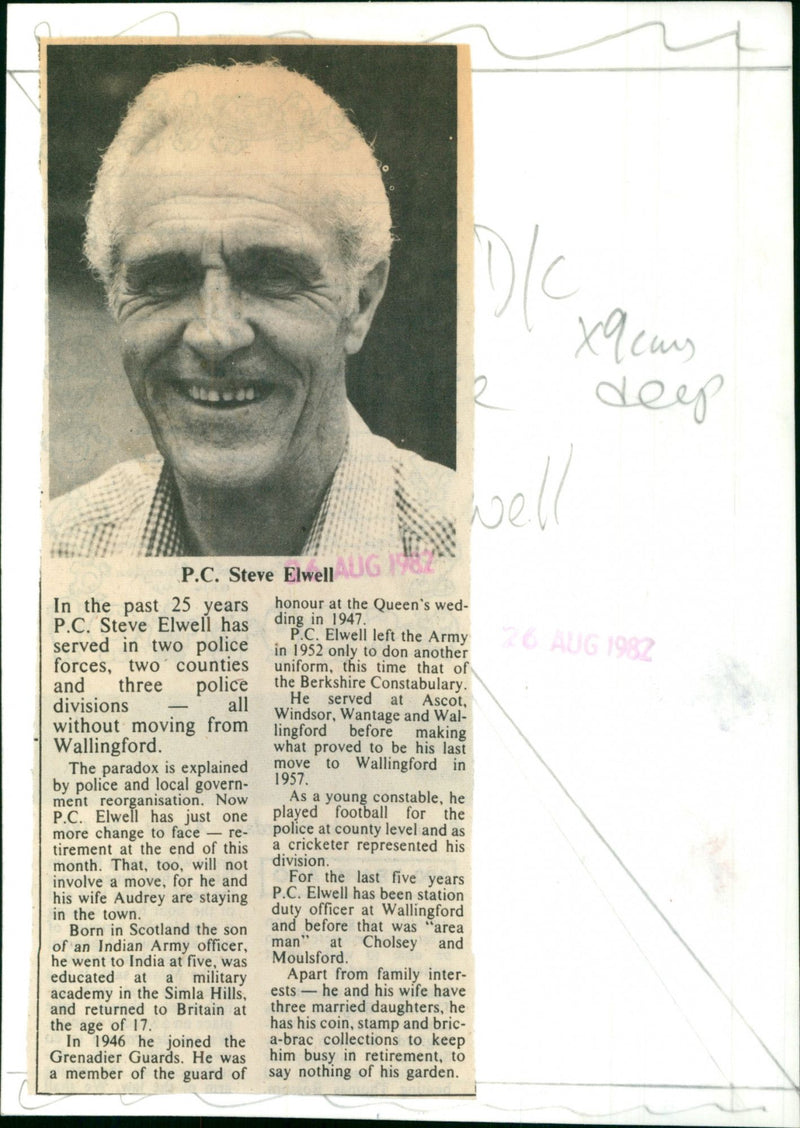 D/C
x9cms
deep
well
P.C. Steve Elwell
26 AUG 1982
26 AUG 1982
In the past 25 years
P.C. Steve Elwell has
served in two police
forces, two counties
and three police
divisions — all
without moving from
Wallingford.
The paradox is explained
by police and local govern-
ment reorganisation. Now
P.C. Elwell has just one
more change to face — re-
tirement at the end of this
month. That, too, will not
involve a move, for he and
his wife Audrey are staying
in the town.
Born in Scotland the son
of an Indian Army officer,
he went to India at five, was
educated at a military
academy in the Simla Hills,
and returned to Britain at
the age of 17.
In 1946 he joined the
Grenadier Guards. He was
a member of the guard of
honour at the Queen's wed-
ding in 1947.
P.C. Elwell left the Army
in 1952 only to don another
uniform, this time that of
the Berkshire Constabulary.
He served at Ascot,
Windsor, Wantage and Wal-
lingford before making
what proved to be his last
move to Wallingford in
1957.
As a young constable, he
played football for the
police at county level and as
a cricketer represented his
division.
For the last five years
P.C. Elwell has been station
duty officer at Wallingford
and before that was "area
man" at Cholsey and
Moulsford.
Apart from family inter-
ests — he and his wife have
three married daughters, he
has his coin, stamp and bric-
a-brac collections to keep
him busy in retirement, to
say nothing of his garden.